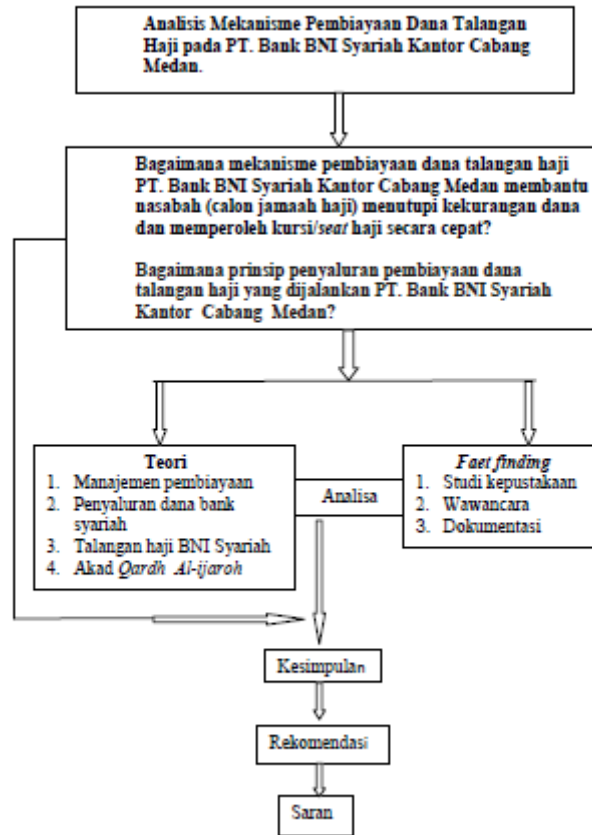 Analisis Mekanisme Pembiayaan Dana Talangan
Haji pada PT. Bank BNI Syariah Kantor Cabang
Medan.
Bagaimana mekanisme pembiayaan dana talangan haji
PT. Bank BNI Syariah Kantor Cabang Medan membantu
nasabah (calon jamaah haji) menutupi kekurangan dana
dan memperoleh kursi/seat haji secara cepat?
Bagaimana prinsip penyaluran pembiayaan dana
talangan haji yang dijalankan PT. Bank BNI Syariah
Kantor Cabang Medan?
Teori
1. Manajemen pembiayaan
2. Penyaluran dana bank
syariah
3. Talangan haji BNI Syariah
4. Akad Qardh Al-ijaroh
Analisa
Faet finding
1. Studi kepustakaan
2. Wawancara
3. Dokumentasi
Kesimpulan
Rekomendasi
Saran